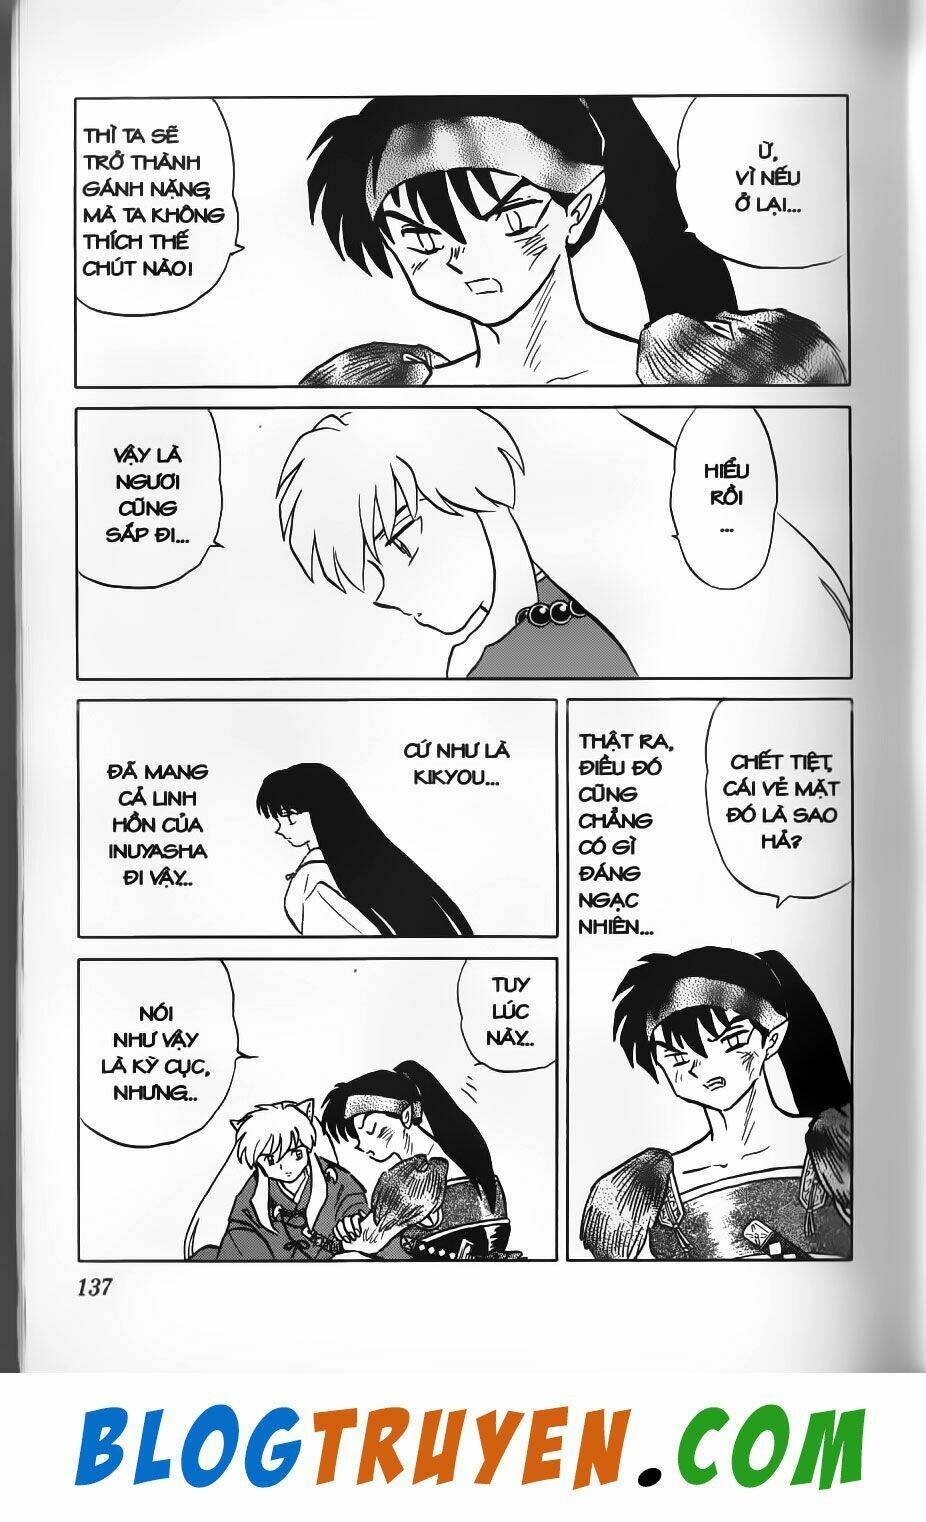 Ừ,
VÌ NẾU
Ở LẠI...
THÌ TA SẼ
TRỞ THÀNH
GÁNH NẶNG,
MÀ TA KHÔNG
THÍCH THẾ
CHÚT NÀO!
HIỂU
RỒI
...
VẬY LÀ
NGƯƠI
CŨNG
SẮP ĐI...
CHẾT TIỆT,
CÁI VẺ MẶT
ĐÓ LÀ SAO
HẢ?
THẬT RA,
ĐIỀU ĐÓ
CŨNG
CHẲNG
CÓ GÌ
ĐÁNG
NGẠC
NHIÊN...
CỨ NHƯ LÀ
KIKYOU...
ĐÃ MANG
CẢ LINH
HỒN CỦA
INUYASHA
ĐI VẬY...
TUY
LÚC
NÀY...
NÓI
NHƯ VẬY
LÀ KỲ CỤC,
NHƯNG...
137
BLOGTRUYEN.COM